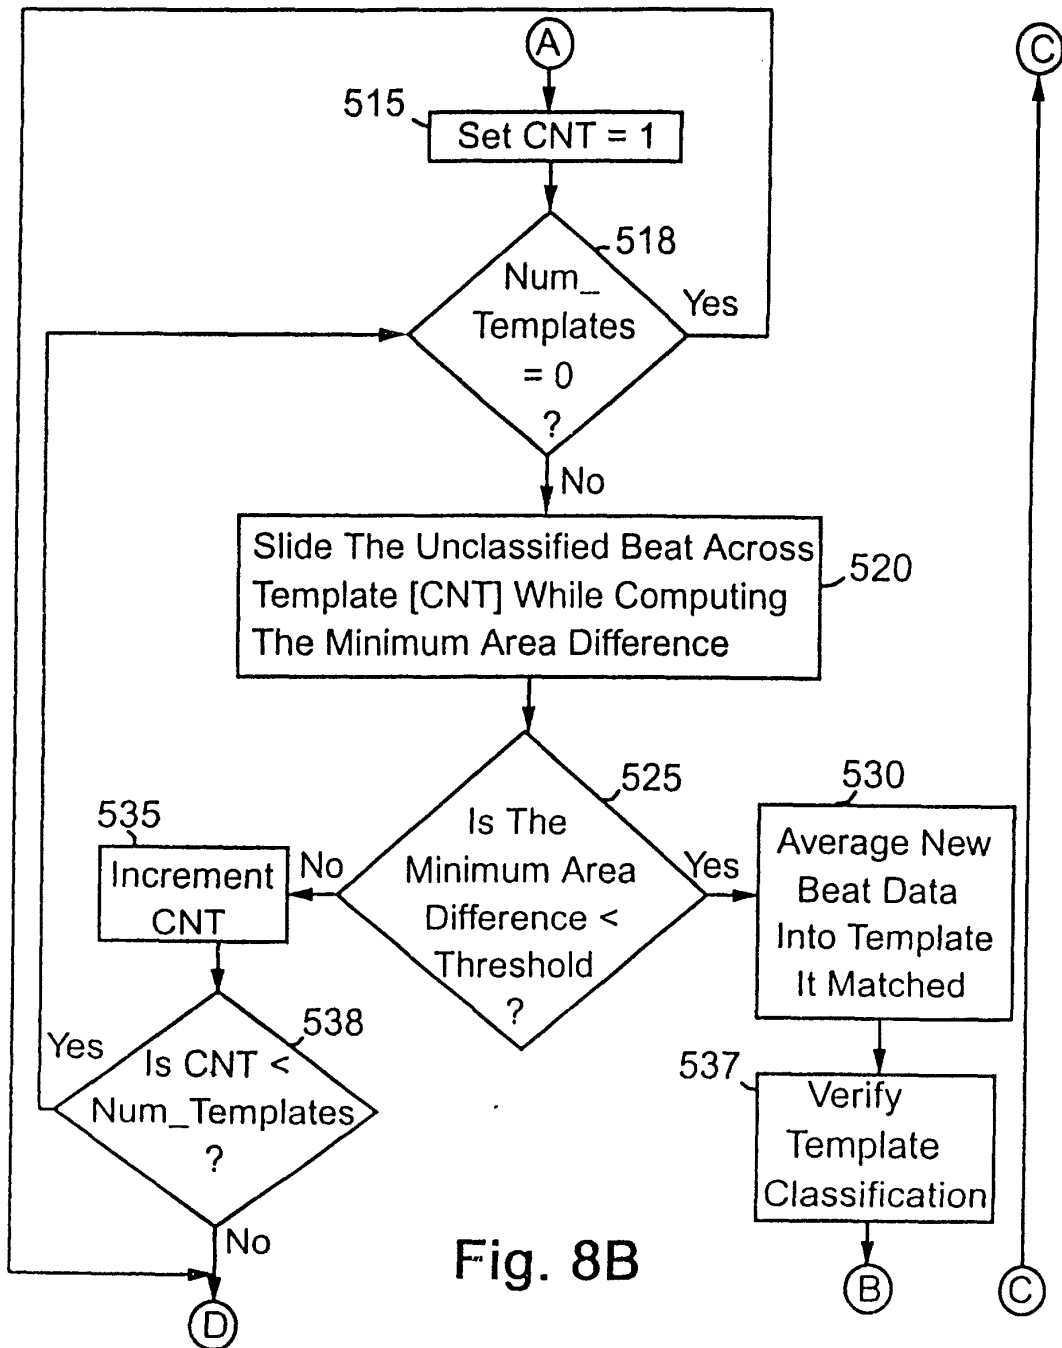 A
C
515
Set CNT = 1
518
Num_
Templates
= 0
?
Yes
No
Slide The Unclassified Beat Across
Template [CNT] While Computing
The Minimum Area Difference
520
525
Is The
Minimum Area
Difference <
Threshold
?
No
Yes
530
Average New
Beat Data
Into Template
It Matched
535
Increment
CNT
538
Is CNT <
Num_Templates
?
Yes
No
537
Verify
Template
Classification
Fig. 8B
B
C
D